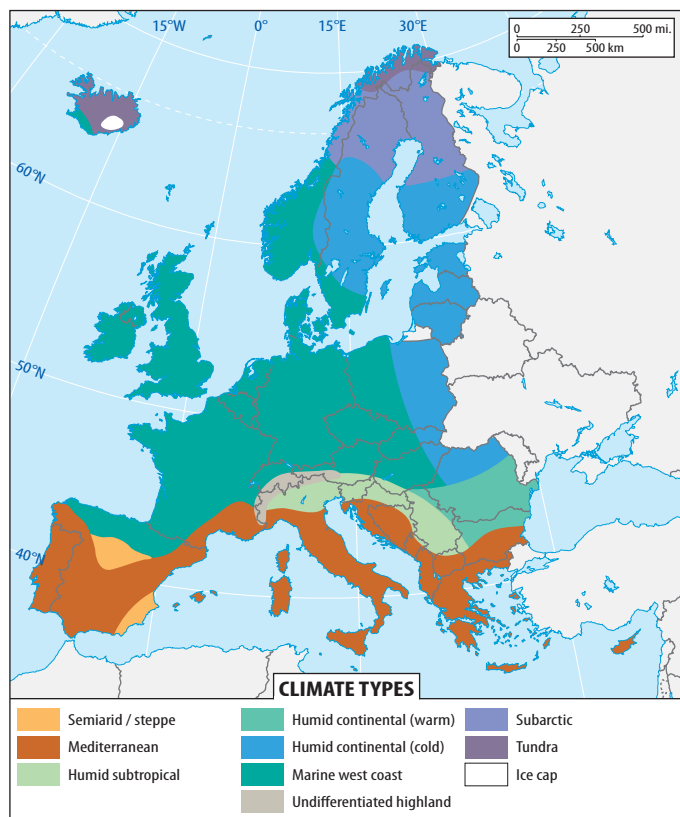 15°W 0° 15°E 30°E
0 250 500 mi.
0 250 500 km
60°N
50°N
40°N
CLIMATE TYPES
Semiarid / steppe
Mediterranean
Humid subtropical
Humid continental (warm)
Humid continental (cold)
Marine west coast
Undifferentiated highland
Subarctic
Tundra
Ice cap